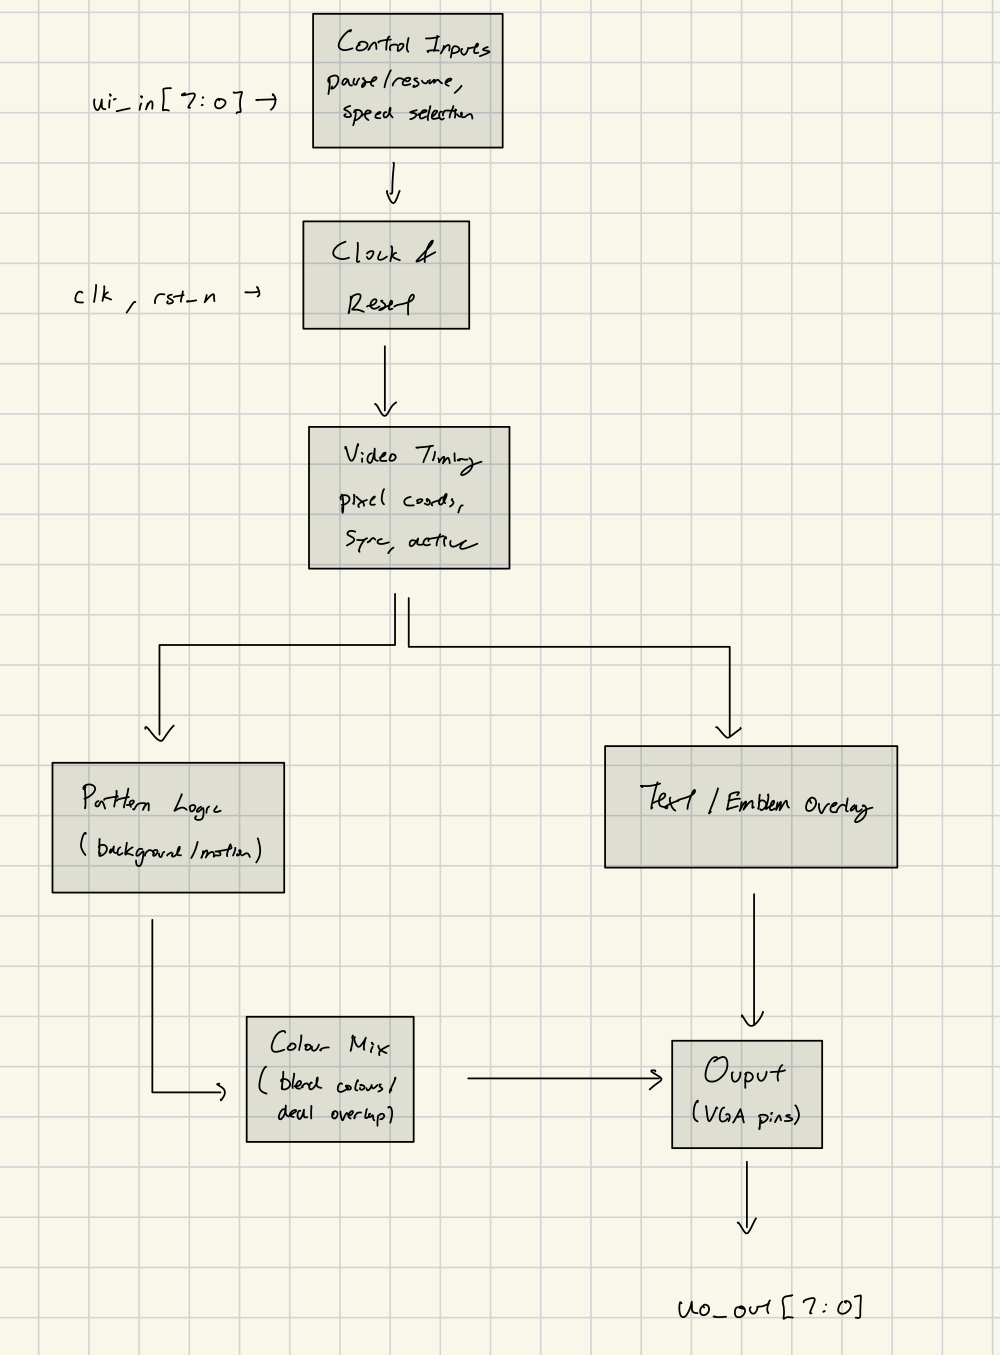 Control Inputs
pause/resume,
speed selection
ui_in[7:0] →
Clock &
Reset
clk, rst_n →
Video Timing
pixel coords,
Sync, active
Pattern Logic
(background/motion)
Text / Emblem Overlay
Colour Mix
(blend colours/
deal overlap)
Ouput
(VGA pins)
uo_out[7:0]